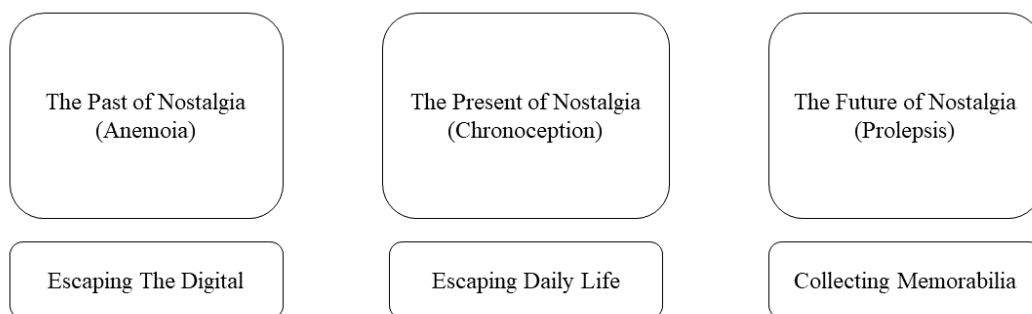 The Past of Nostalgia
(Anemoia)
The Present of Nostalgia
(Chronoception)
The Future of Nostalgia
(Prolepsis)
Escaping The Digital
Escaping Daily Life
Collecting Memorabilia